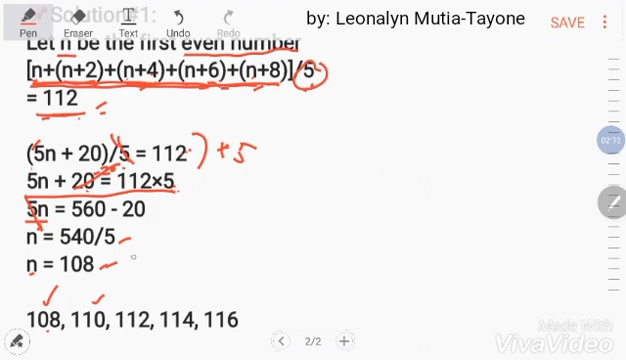 Solution#1:
by: Leonalyn Mutia-Tayone
SAVE
Pen
Eraser
Text
Undo
Redo
Let n be the first even number
[n+(n+2)+(n+4)+(n+6)+(n+8)]/5
= 112
(5n + 20)/5 = 112
5n + 20 = 112×5
5n = 560 - 20
n = 540/5
n = 108
108, 110, 112, 114, 116
2/2
Made With
VivaVideo